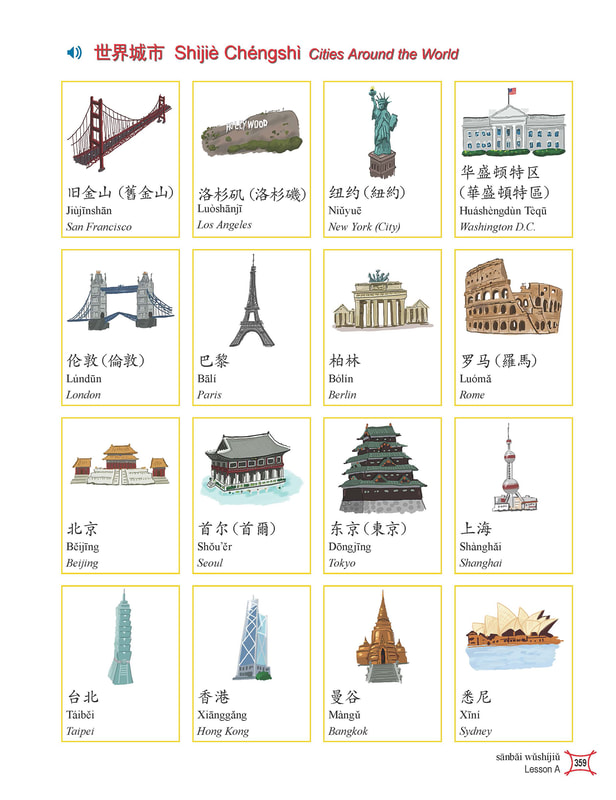 世界城市 Shìjiè Chéngshì Cities Around the World
HOLLYWOOD
旧金山（舊金山）
Jiùjīnshān
San Francisco
洛杉矶（洛杉磯）
Luòshānjī
Los Angeles
纽约（紐約）
Niǔyuē
New York (City)
华盛顿特区
（華盛頓特區）
Huáshèngdùn Tèqū
Washington D.C.
伦敦（倫敦）
Lúndūn
London
巴黎
Bālí
Paris
柏林
Bólín
Berlin
罗马（羅馬）
Luómǎ
Rome
北京
Běijīng
Beijing
首尔（首爾）
Shǒu’ěr
Seoul
东京（東京）
Dōngjīng
Tokyo
上海
Shànghǎi
Shanghai
台北
Táiběi
Taipei
香港
Xiānggǎng
Hong Kong
曼谷
Màngǔ
Bangkok
悉尼
Xīní
Sydney
sānbǎi wǔshíjiǔ
Lesson A
359